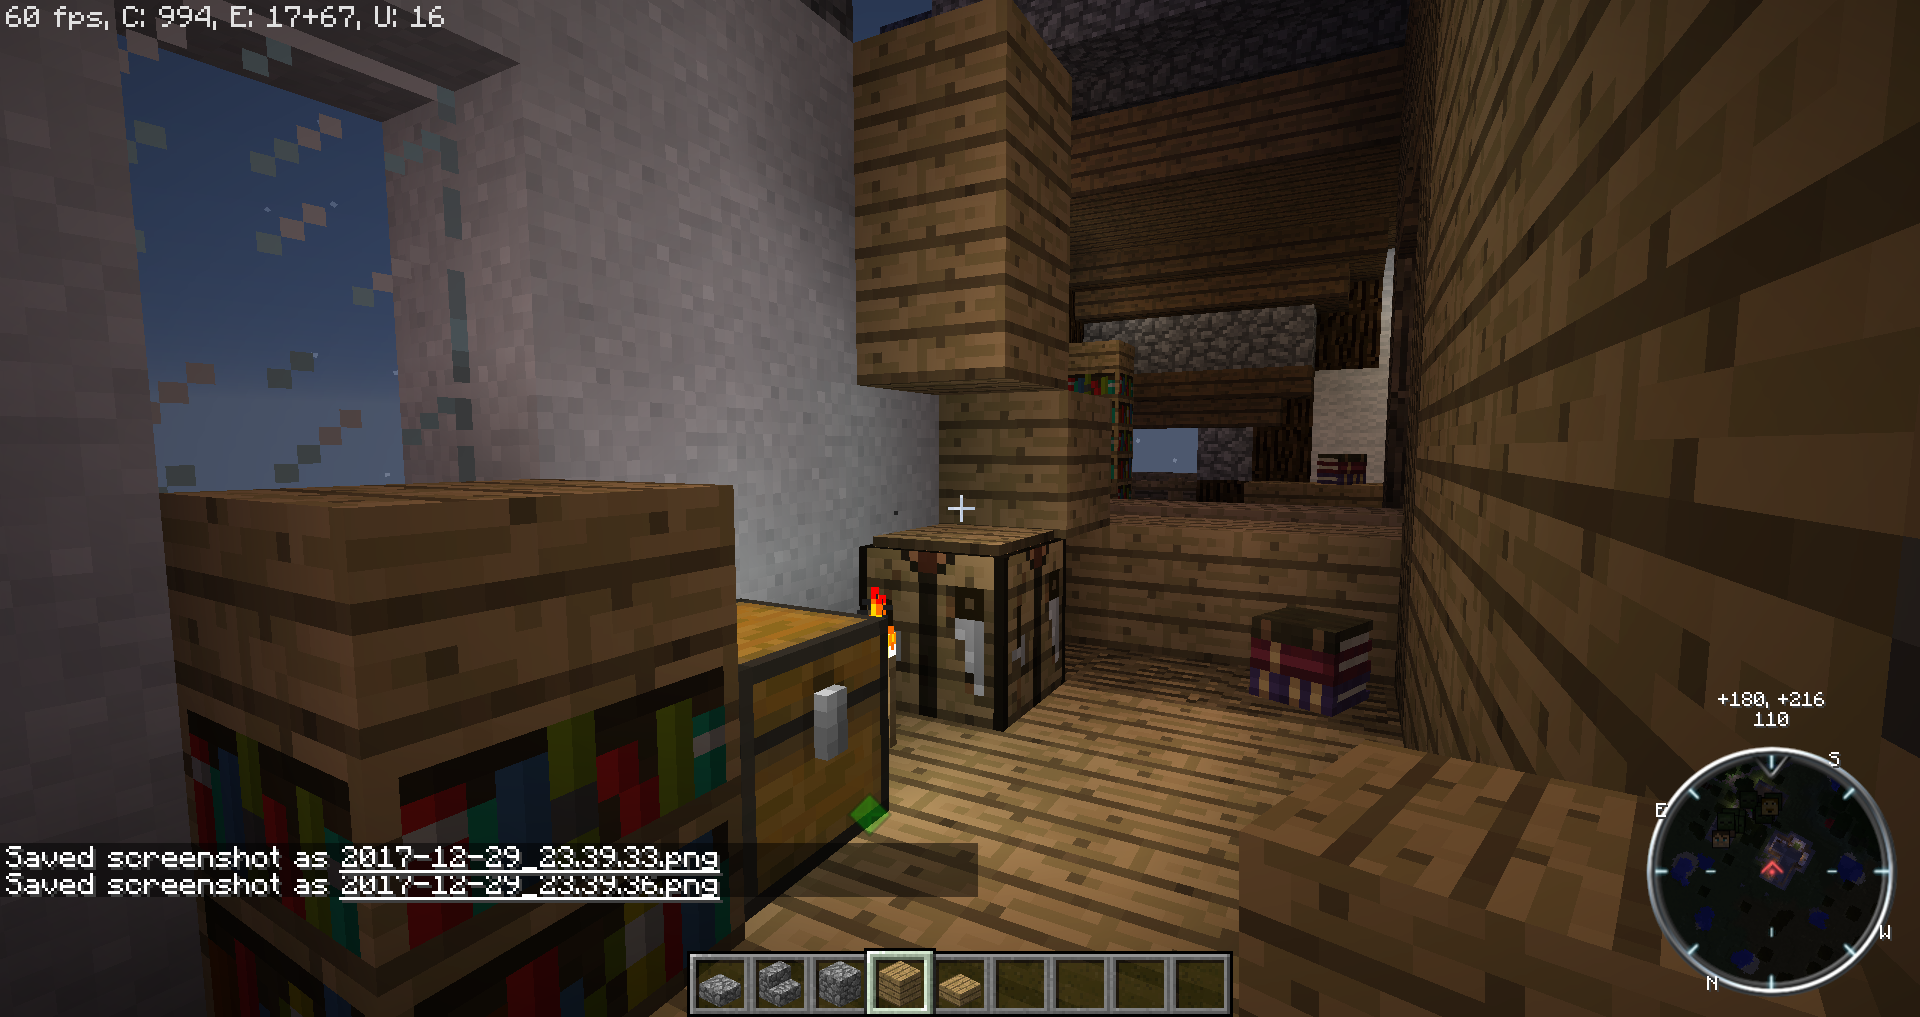 60 fps, C: 994, E: 17+67, U: 16
+180, +216
110
S
E
W
N
Saved screenshot as 2017-12-29_23.39.33.png
Saved screenshot as 2017-12-29_23.39.36.png